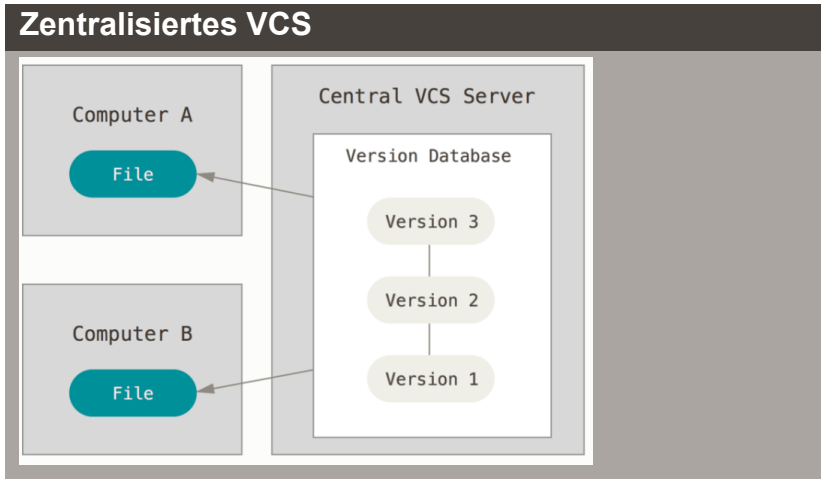 Zentralisiertes VCS
Computer A
File
Computer B
File
Central VCS Server
Version Database
Version 3
Version 2
Version 1